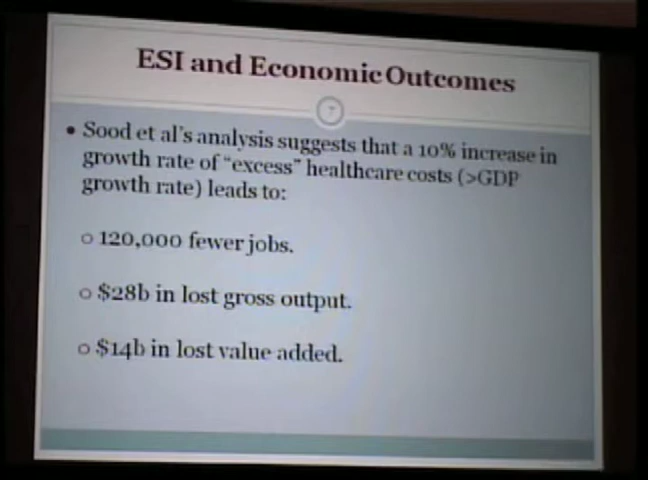 ESI and Economic Outcomes
• Sood et al's analysis suggests that a 10% increase in
growth rate of "excess" healthcare costs (>GDP
growth rate) leads to:
o 120,000 fewer jobs.
o $28b in lost gross output.
o $14b in lost value added.